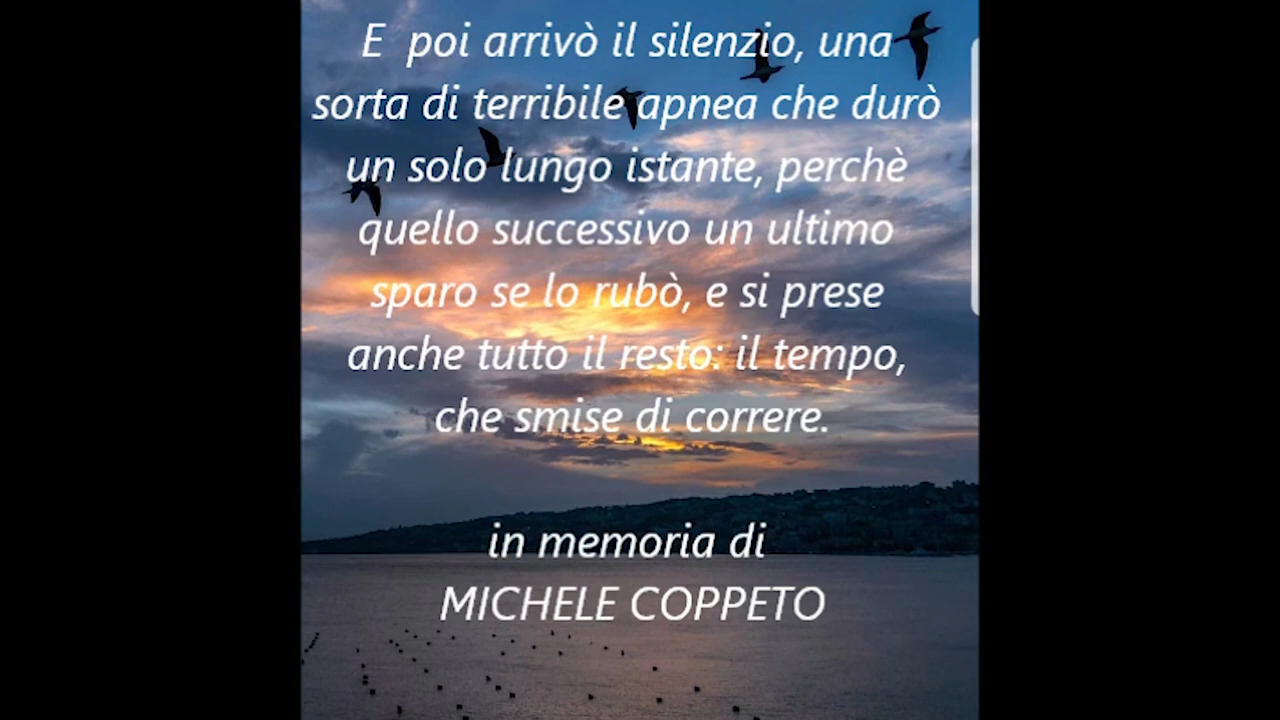 E poi arrivò il silenzio, una
sorta di terribile apnea che durò
un solo lungo istante, perchè
quello successivo un ultimo
sparo se lo rubò, e si prese
anche tutto il resto: il tempo,
che smise di correre.
in memoria di
MICHELE COPPETO